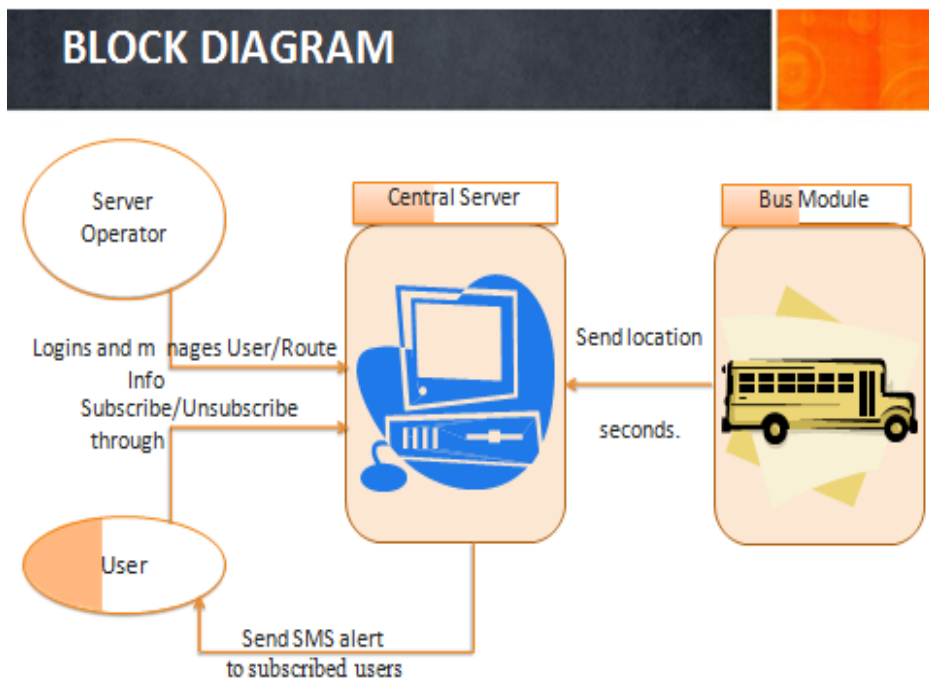 BLOCK DIAGRAM
Server
Operator
Central Server
Bus Module
Logins and m nages User/Route
Info
Subscribe/Unsubscribe
through
Send location
seconds.
User
Send SMS alert
to subscribed users